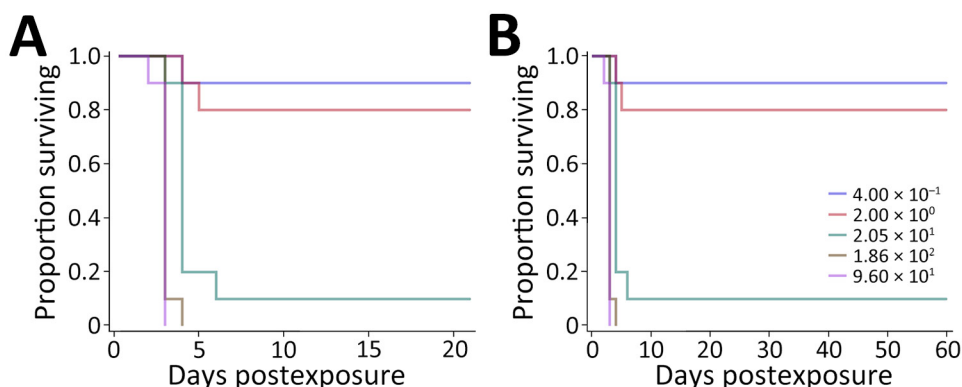 A
B
Proportion surviving
1.0
0.8
0.6
0.4
0.2
0
0 5 10 15 20
Days postexposure
Proportion surviving
1.0
0.8
0.6
0.4
0.2
0
0 10 20 30 40 50 60
Days postexposure
4.00 × 10⁻¹
2.00 × 10⁰
2.05 × 10¹
1.86 × 10²
9.60 × 10¹